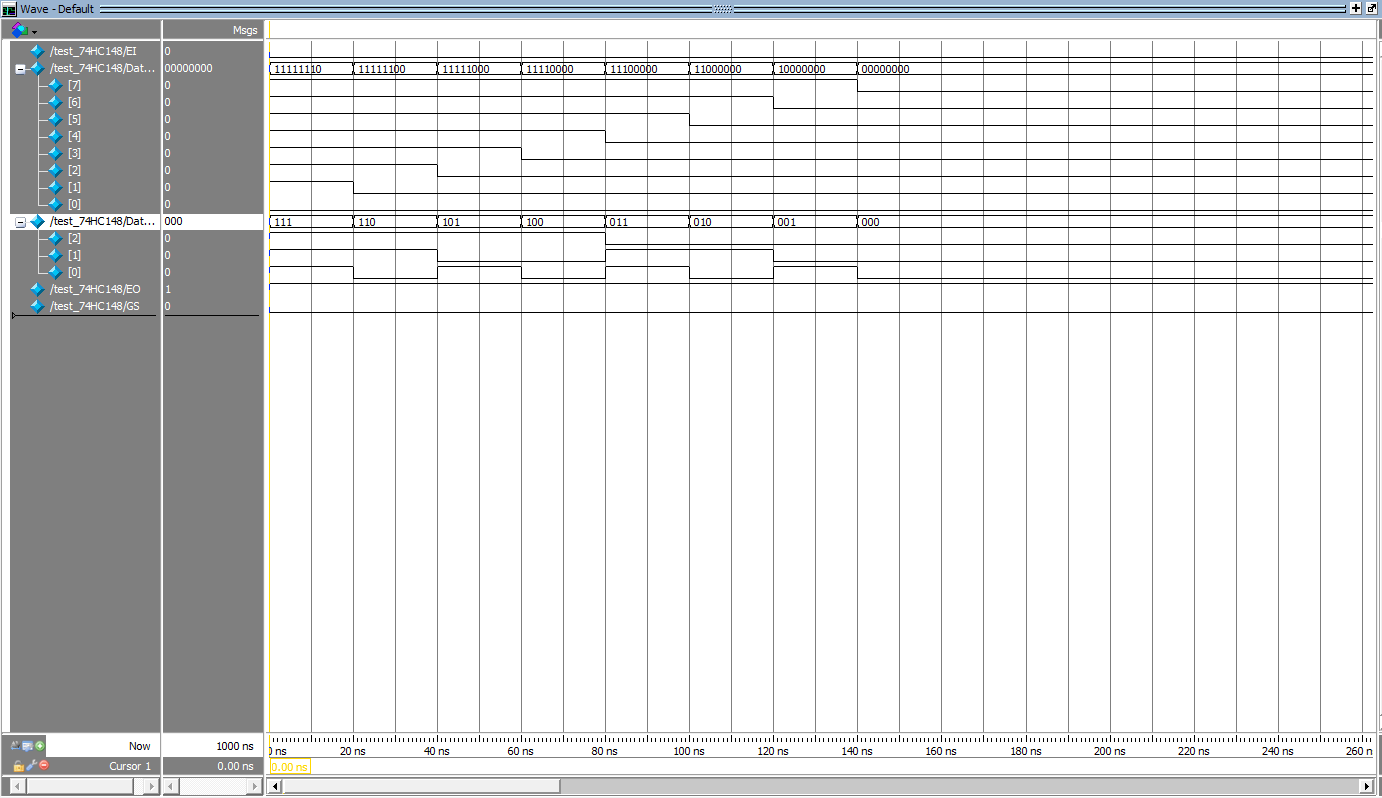 Wave - Default
Msgs
/test_74HC148/EI 0
/test_74HC148/Dat... 00000000 11111110 11111100 11111000 11110000 11100000 11000000 10000000 00000000
[7] 0
[6] 0
[5] 0
[4] 0
[3] 0
[2] 0
[1] 0
[0] 0
/test_74HC148/Dat... 000 111 110 101 100 011 010 001 000
[2] 0
[1] 0
[0] 0
/test_74HC148/EO 1
/test_74HC148/GS 0
Now 1000 ns 0 ns 20 ns 40 ns 60 ns 80 ns 100 ns 120 ns 140 ns 160 ns 180 ns 200 ns 220 ns 240 ns 260 n
Cursor 1 0.00 ns 0.00 ns